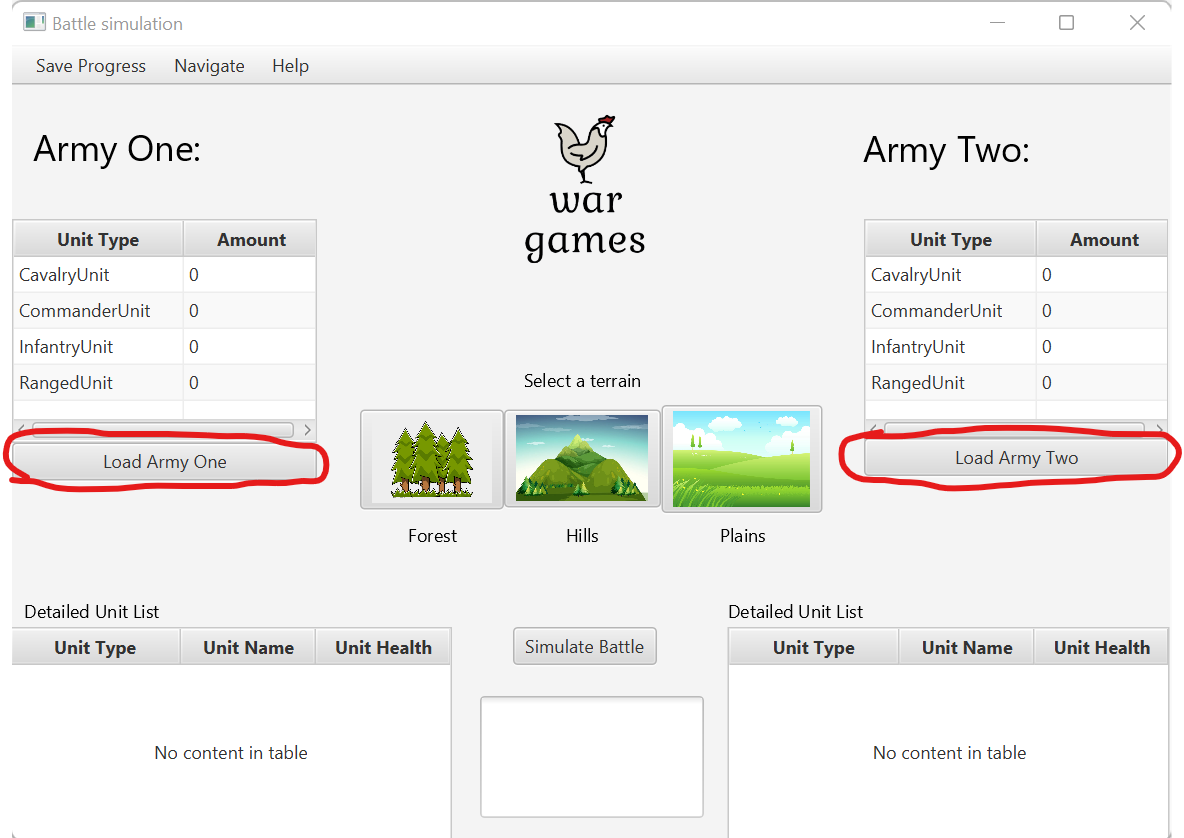 Battle simulation
Save Progress Navigate Help
Army One:
war
games
Army Two:
Unit Type Amount
CavalryUnit 0
CommanderUnit 0
InfantryUnit 0
RangedUnit 0
Load Army One
Unit Type Amount
CavalryUnit 0
CommanderUnit 0
InfantryUnit 0
RangedUnit 0
Load Army Two
Select a terrain
Forest Hills Plains
Detailed Unit List
Unit Type Unit Name Unit Health
No content in table
Simulate Battle
Detailed Unit List
Unit Type Unit Name Unit Health
No content in table